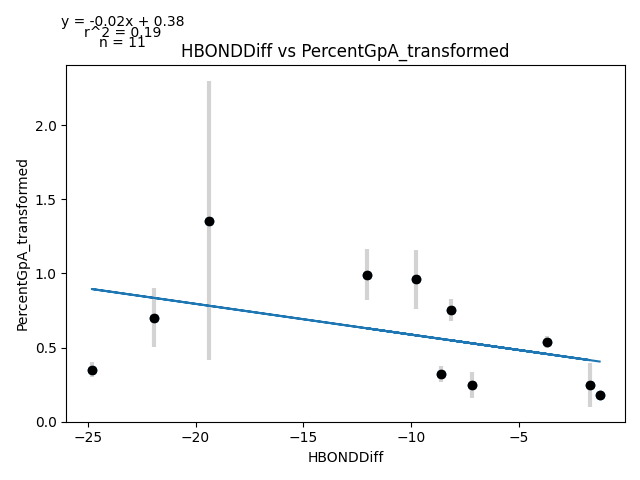 y = -0.02x + 0.38
r^2 = 0.19
n = 11
HBONDDiff vs PercentGpA_transformed
PercentGpA_transformed
2.0
1.5
1.0
0.5
0.0
−25
−20
−15
−10
−5
HBONDDiff